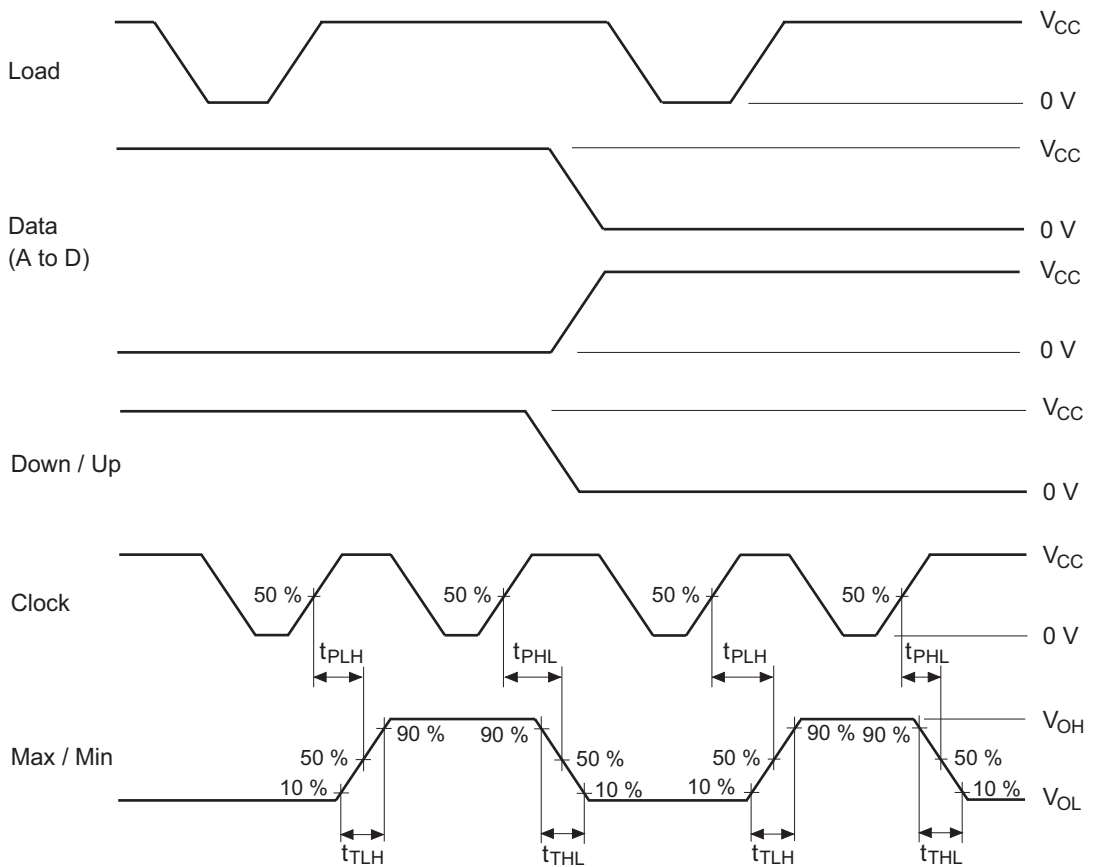 Load
V_CC
0 V
Data
(A to D)
V_CC
0 V
V_CC
0 V
Down / Up
V_CC
0 V
Clock
50 % 50 % 50 % 50 %
V_CC
0 V
t_PLH t_PHL t_PLH t_PHL
Max / Min
90 % 90 % 90 % 90 %
V_OH
50 % 50 % 50 % 50 %
10 % 10 % 10 % 10 %
V_OL
t_TLH t_THL t_TLH t_THL